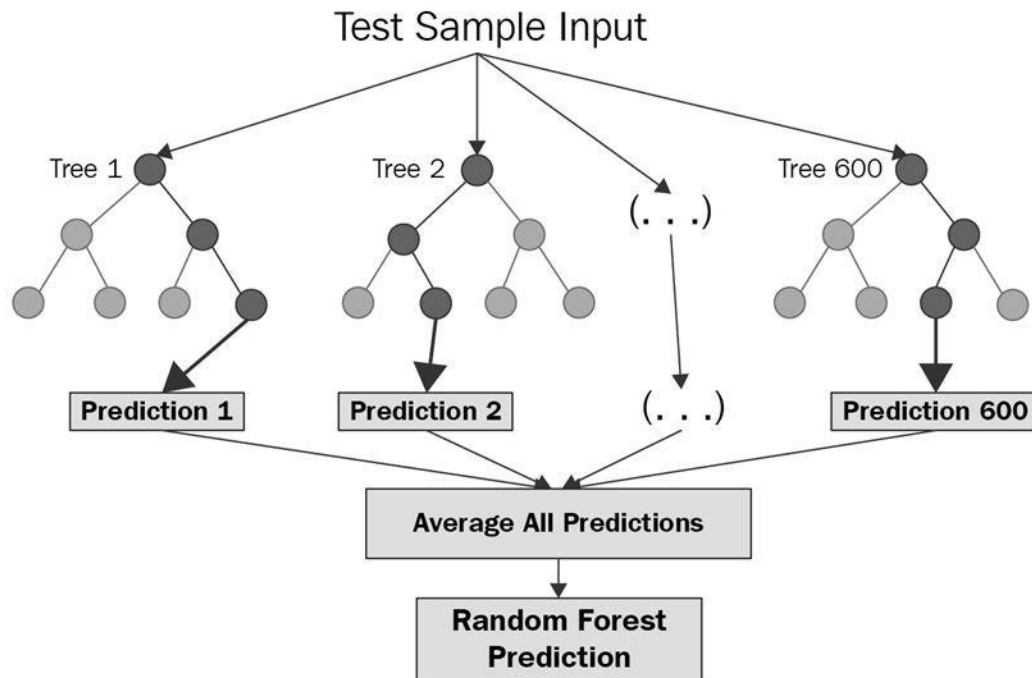 Test Sample Input
Tree 1
Tree 2
(. . .)
Tree 600
Prediction 1
Prediction 2
(. . .)
Prediction 600
Average All Predictions
Random Forest
Prediction